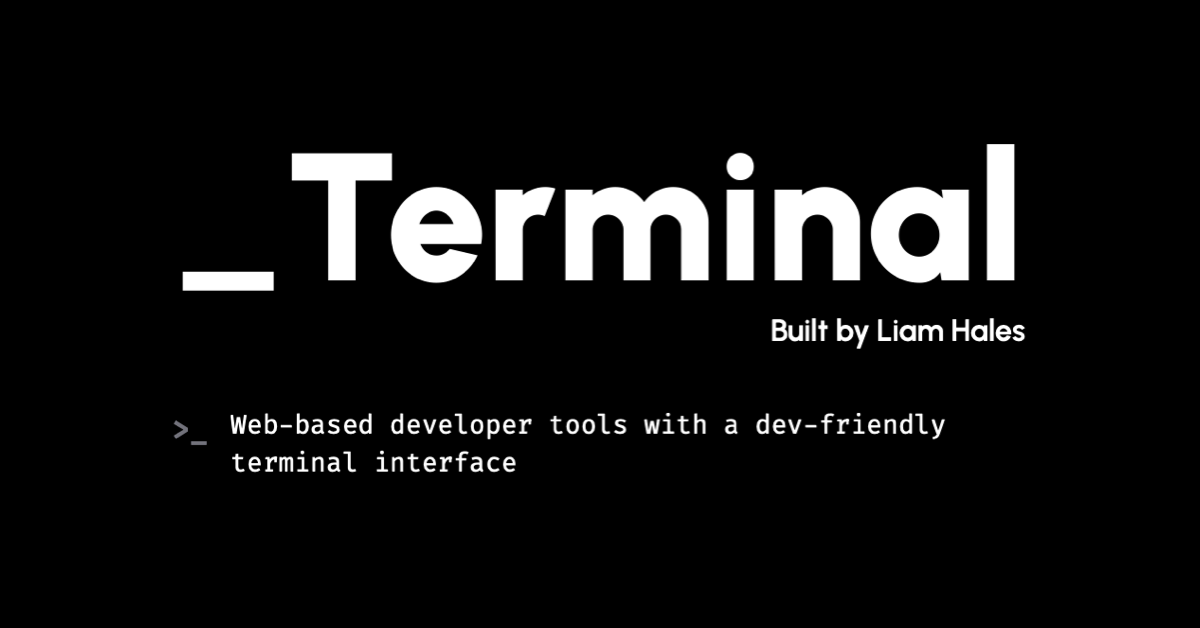 _Terminal
Built by Liam Hales
>_ Web-based developer tools with a dev-friendly
terminal interface